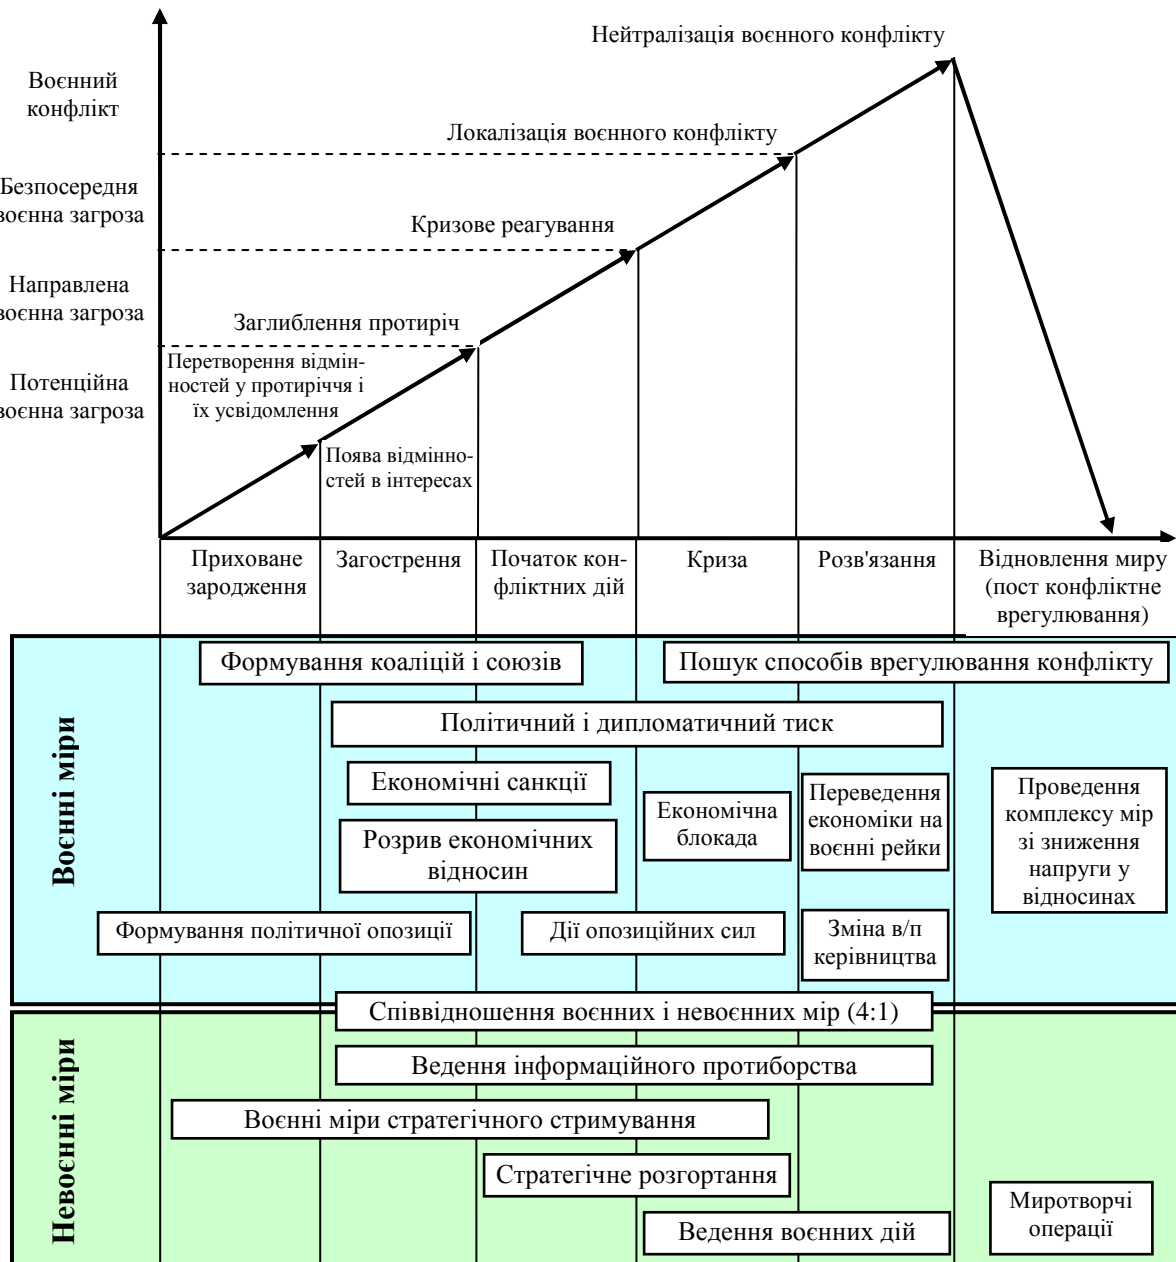 Нейтралізація воєнного конфлікту
Воєнний
конфлікт
Локалізація воєнного конфлікту
Безпосередня
воєнна загроза
Кризове реагування
Направлена
воєнна загроза
Заглиблення протиріч
Перетворення відмін-
ностей у протиріччя і
їх усвідомлення
Потенційна
воєнна загроза
Поява відмінно-
стей в інтересах
Приховане
зародження
Загострення
Початок кон-
фліктних дій
Криза
Розв'язання
Відновлення миру
(пост конфліктне
врегулювання)
Воєнні міри
Формування коаліцій і союзів
Пошук способів врегулювання конфлікту
Політичний і дипломатичний тиск
Економічні санкції
Розрив економічних
відносин
Економічна
блокада
Переведення
економіки на
воєнні рейки
Проведення
комплексу мір
зі зниження
напруги у
відносинах
Формування політичної опозиції
Дії опозиційних сил
Зміна в/п
керівництва
Співвідношення воєнних і невоєнних мір (4:1)
Невоєнні міри
Ведення інформаційного протиборства
Воєнні міри стратегічного стримування
Стратегічне розгортання
Ведення воєнних дій
Миротворчі
операції